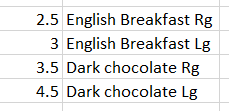 2.5 English Breakfast Rg
3 English Breakfast Lg
3.5 Dark chocolate Rg
4.5 Dark chocolate Lg